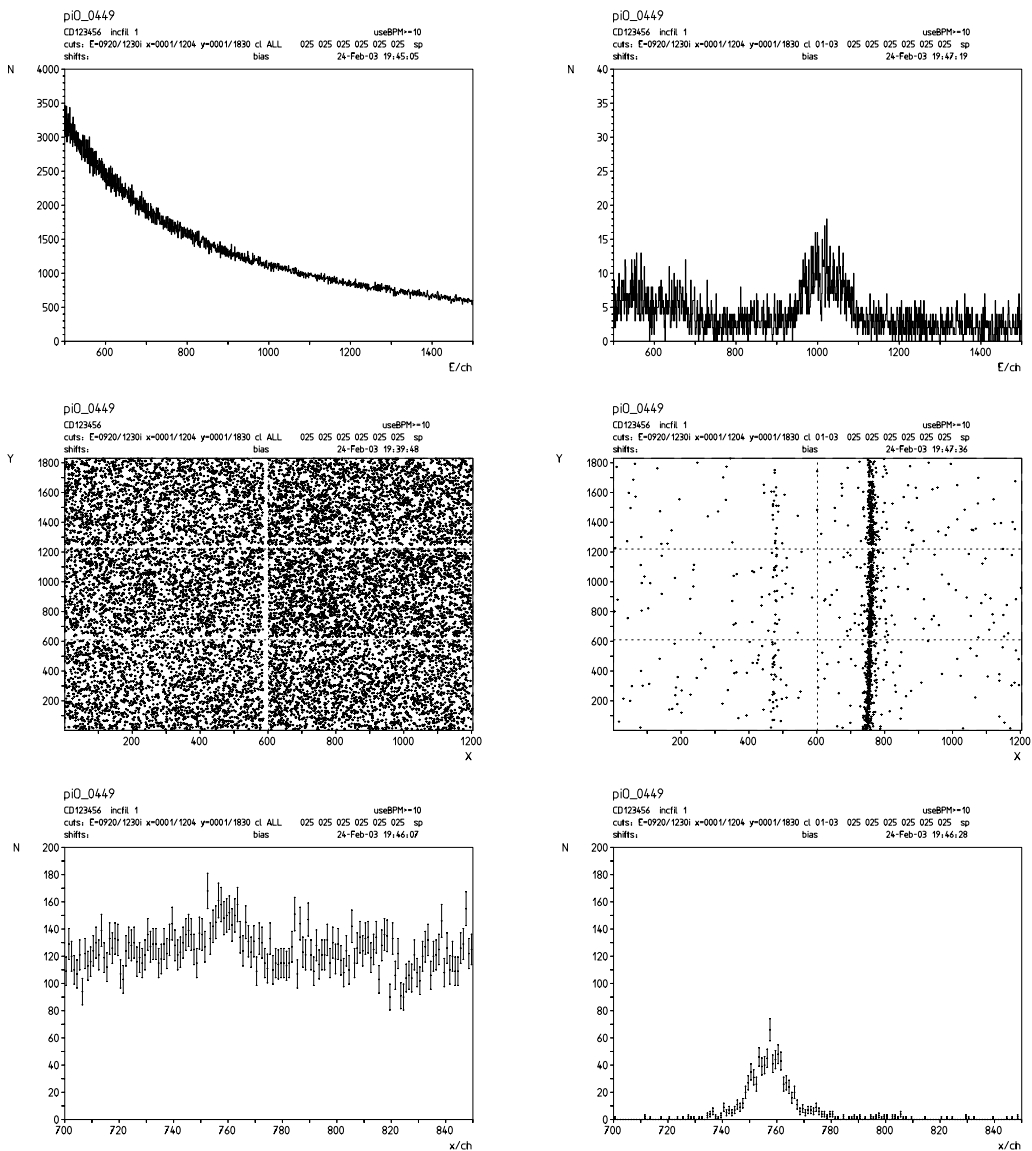 pi0_0449
CD123456 incfil 1 useBPM>=10
cuts: E=0920/1230i x=0001/1204 y=0001/1830 cl ALL 025 025 025 025 025 025 sp
shifts: bias 24-Feb-03 19:45:05
N
4000
3500
3000
2500
2000
1500
1000
500
0
600 800 1000 1200 1400
E/ch
pi0_0449
CD123456 incfil 1 useBPM>=10
cuts: E=0920/1230i x=0001/1204 y=0001/1830 cl 01-03 025 025 025 025 025 025 sp
shifts: bias 24-Feb-03 19:47:19
N
40
35
30
25
20
15
10
5
0
600 800 1000 1200 1400
E/ch
pi0_0449
CD123456 useBPM>=10
cuts: E=0920/1230i x=0001/1204 y=0001/1830 cl ALL 025 025 025 025 025 025 sp
shifts: bias 24-Feb-03 19:39:48
Y
1800
1600
1400
1200
1000
800
600
400
200
200 400 600 800 1000 1200
X
pi0_0449
CD123456 incfil 1 useBPM>=10
cuts: E=0920/1230i x=0001/1204 y=0001/1830 cl 01-03 025 025 025 025 025 025 sp
shifts: bias 24-Feb-03 19:47:36
Y
1800
1600
1400
1200
1000
800
600
400
200
200 400 600 800 1000 1200
X
pi0_0449
CD123456 incfil 1 useBPM>=10
cuts: E=0920/1230i x=0001/1204 y=0001/1830 cl ALL 025 025 025 025 025 025 sp
shifts: bias 24-Feb-03 19:46:07
N
200
180
160
140
120
100
80
60
40
20
0
700 720 740 760 780 800 820 840
x/ch
pi0_0449
CD123456 incfil 1 useBPM>=10
cuts: E=0920/1230i x=0001/1204 y=0001/1830 cl 01-03 025 025 025 025 025 025 sp
shifts: bias 24-Feb-03 19:46:28
N
200
180
160
140
120
100
80
60
40
20
0
700 720 740 760 780 800 820 840
x/ch